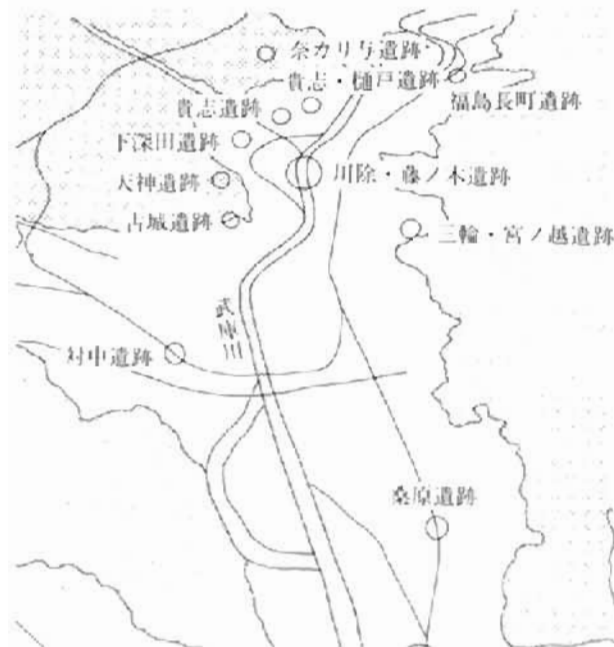 奈カリ与遺跡
貴志・樋戸遺跡
福島長町遺跡
貴志遺跡
下深田遺跡
天神遺跡
川除・藤ノ木遺跡
古城遺跡
三輪・宮ノ越遺跡
武庫川
対中遺跡
桑原遺跡